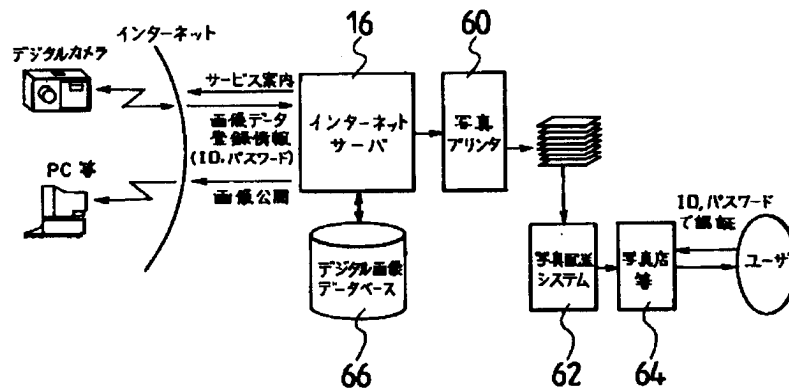 インターネット
デジタルカメラ
PC 等
サービス案内
画像データ
登録情報
(ID,パスワード)
画像公開
16
インターネット
サーバ
60
写真
プリンタ
デジタル画像
データベース
66
写真配送
システム
62
写真店
等
64
ID,パスワード
で認証
ユーザ